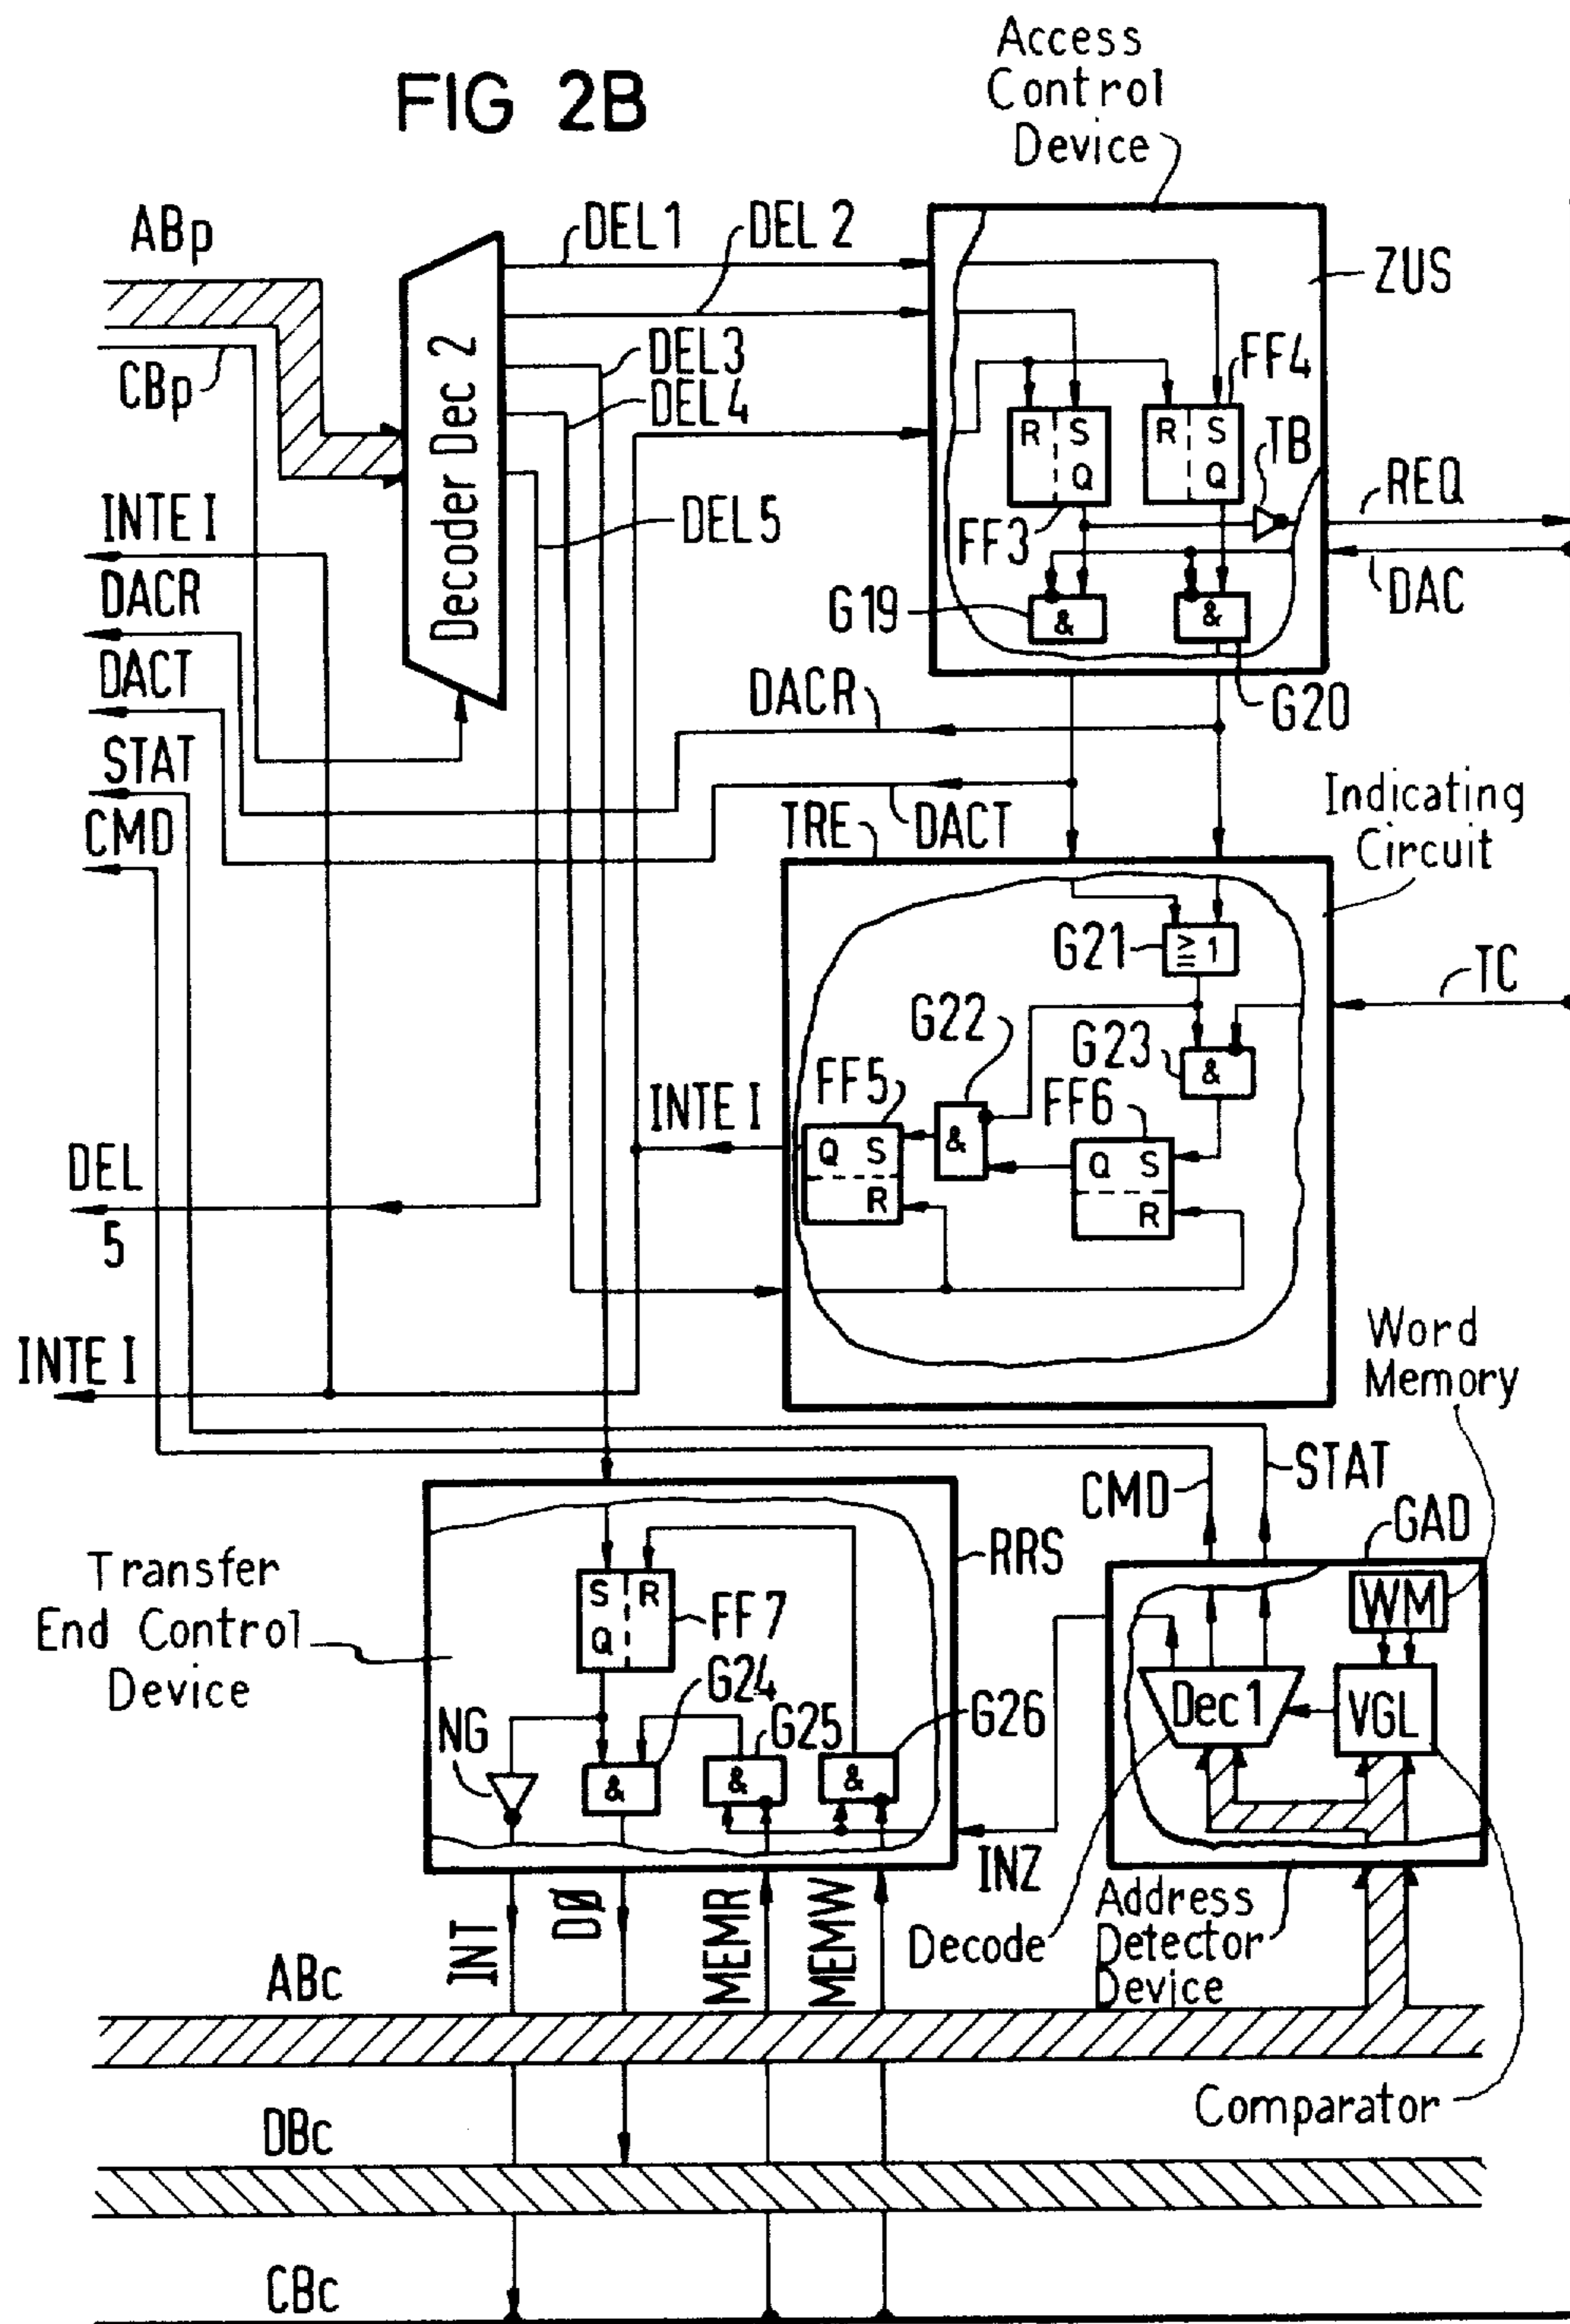 FIG 2B
Access
Control
Device
ABp
DEL1
DEL 2
ZUS
CBp
DEL3
DEL4
FF4
Decoder Dec 2
R S
Q
R S
Q
TB
REQ
INTE I
DEL5
FF3
DACR
G19
&
&
DAC
DACT
DACR
G20
STAT
CMD
TRE
DACT
Indicating
Circuit
G21
≥ 1
TC
G22
G23
&
FF5
FF6
INTE I
Q S
R
&
Q S
R
DEL
5
INTE I
Word
Memory
CMD
STAT
GAD
RRS
Transfer
End Control
Device
S R
Q
FF7
WM
G24
Dec1
VGL
NG
G25
G26
&
&
&
INZ
INT
DØ
MEMR
MEMW
Decode
Address
Detector
Device
ABc
Comparator
DBc
CBc